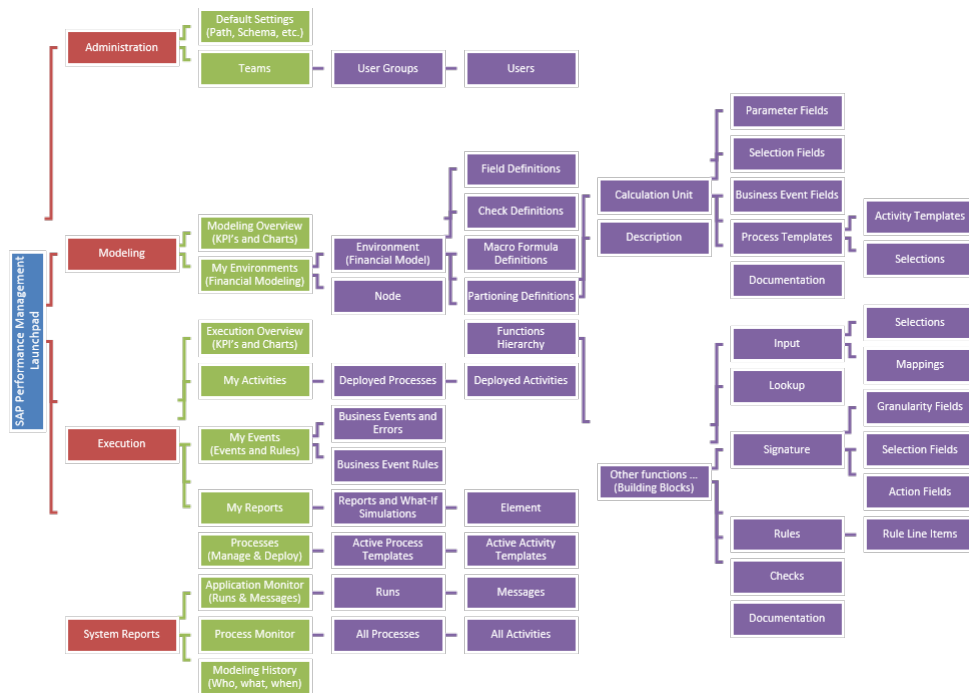 SAP Performance Management
Launchpad
Administration
Default Settings
(Path, Schema, etc.)
Teams
User Groups
Users
Modeling
Modeling Overview
(KPI's and Charts)
My Environments
(Financial Modeling)
Environment
(Financial Model)
Node
Field Definitions
Check Definitions
Macro Formula
Definitions
Partioning Definitions
Functions
Hierarchy
Calculation Unit
Description
Parameter Fields
Selection Fields
Business Event Fields
Process Templates
Documentation
Activity Templates
Selections
Execution
Execution Overview
(KPI's and Charts)
My Activities
Deployed Processes
Deployed Activities
My Events
(Events and Rules)
Business Events and
Errors
Business Event Rules
My Reports
Reports and What-If
Simulations
Element
Processes
(Manage & Deploy)
Active Process
Templates
Active Activity
Templates
Other functions ...
(Building Blocks)
Input
Selections
Mappings
Lookup
Signature
Granularity Fields
Selection Fields
Action Fields
Rules
Rule Line Items
Checks
Documentation
System Reports
Application Monitor
(Runs & Messages)
Runs
Messages
Process Monitor
All Processes
All Activities
Modeling History
(Who, what, when)